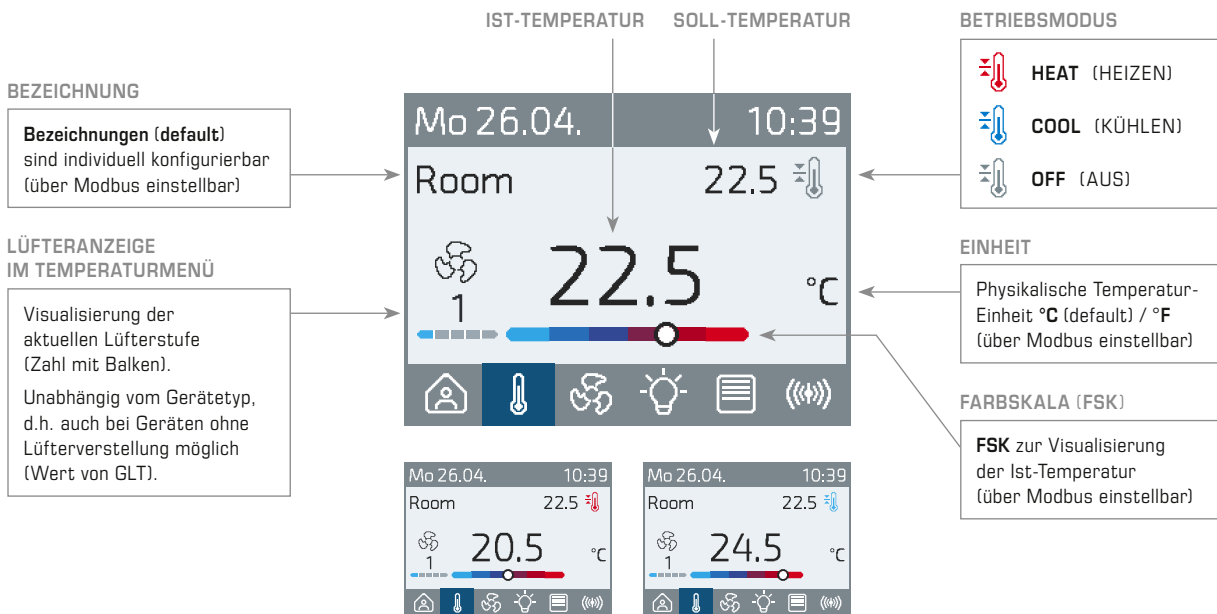 IST-TEMPERATUR
SOLL-TEMPERATUR
BETRIEBSMODUS
HEAT (HEIZEN)
COOL (KÜHLEN)
OFF (AUS)
BEZEICHNUNG
Bezeichnungen (default)
sind individuell konfigurierbar
(über Modbus einstellbar)
LÜFTERANZEIGE
IM TEMPERATURMENÜ
Visualisierung der
aktuellen Lüfterstufe
(Zahl mit Balken).
Unabhängig vom Gerätetyp,
d.h. auch bei Geräten ohne
Lüfterverstellung möglich
(Wert von GLT).
Mo 26.04. 10:39
Room 22.5
22.5 °C
1
EINHEIT
Physikalische Temperatur-
Einheit °C (default) / °F
(über Modbus einstellbar)
FARBSKALA (FSK)
FSK zur Visualisierung
der Ist-Temperatur
(über Modbus einstellbar)
Mo 26.04. 10:39
Room 22.5
20.5 °C
1
Mo 26.04. 10:39
Room 22.5
24.5 °C
1